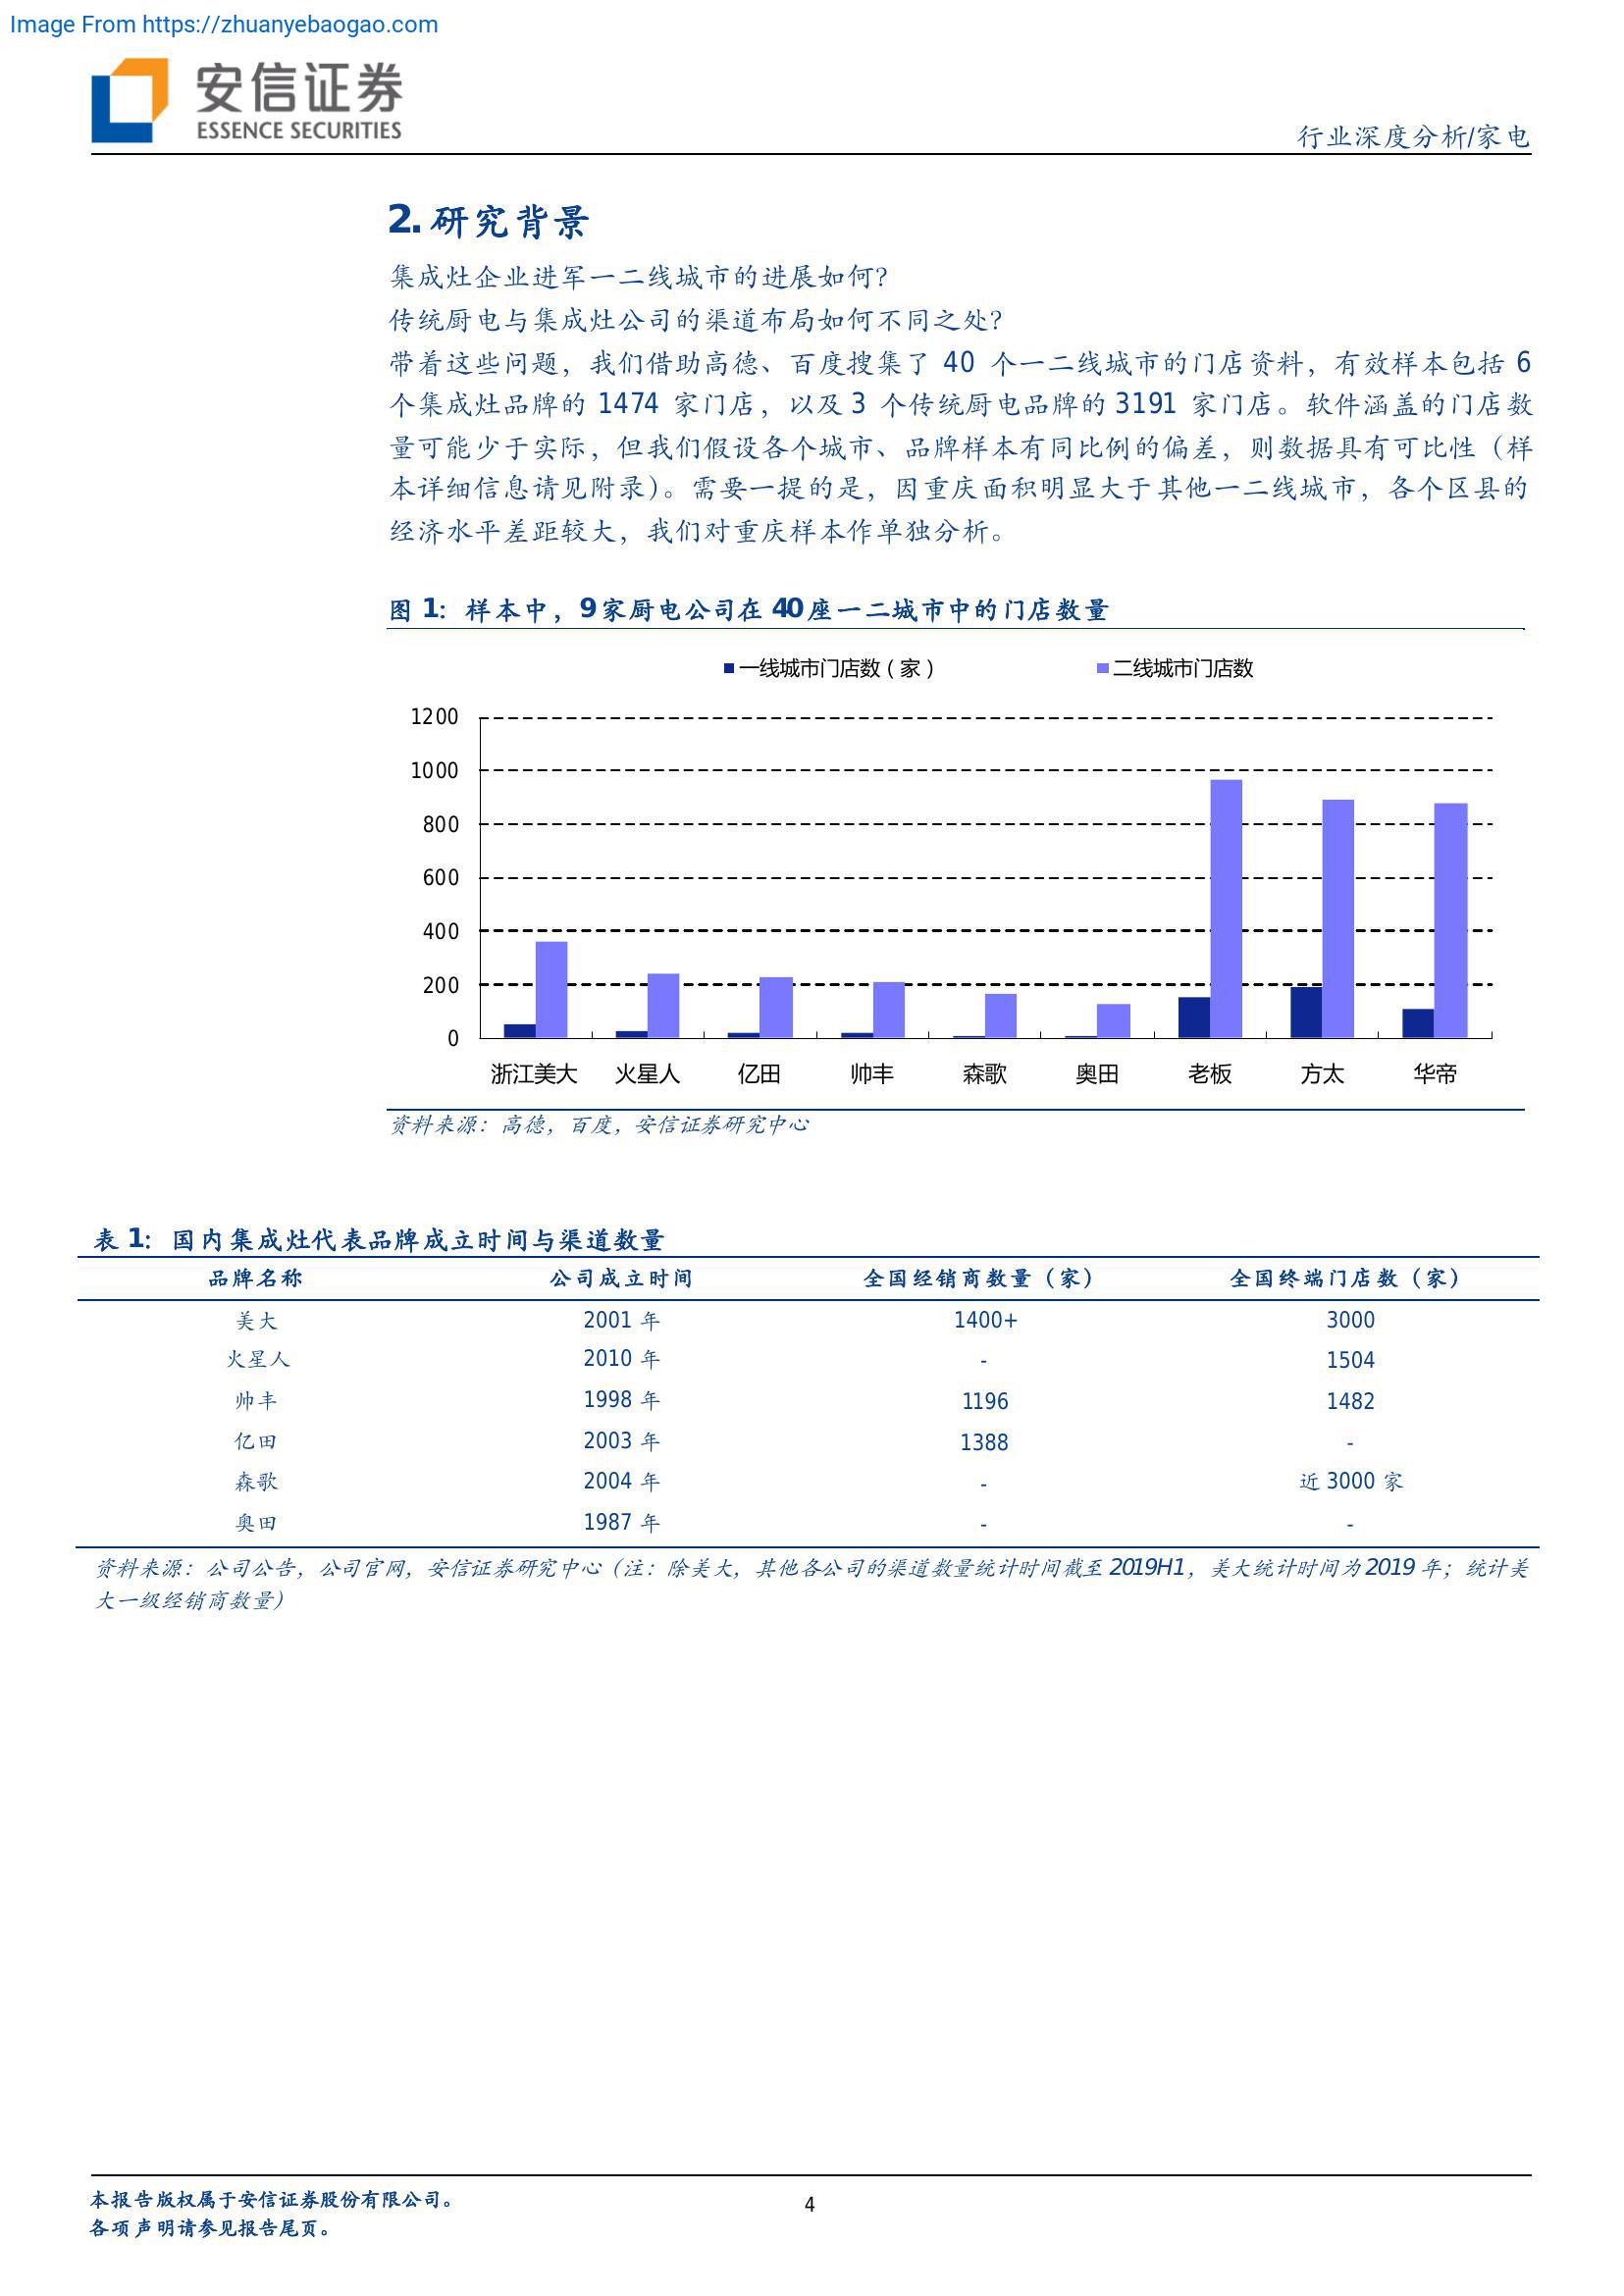 Image From https://zhuanyebaogao.com
安信证券
ESSENCE SECURITIES
行业深度分析/家电
2. 研究背景
集成灶企业进军一二线城市的进展如何？
传统厨电与集成灶公司的渠道布局如何不同之处？
带着这些问题，我们借助高德、百度搜集了 40 个一二线城市的门店资料，有效样本包括 6
个集成灶品牌的 1474 家门店，以及 3 个传统厨电品牌的 3191 家门店。软件涵盖的门店数
量可能少于实际，但我们假设各个城市、品牌样本有同比例的偏差，则数据具有可比性（样
本详细信息请见附录）。需要一提的是，因重庆面积明显大于其他一二线城市，各个区县的
经济水平差距较大，我们对重庆样本作单独分析。
图 1：样本中，9 家厨电公司在 40 座一二城市中的门店数量
一线城市门店数（家） 二线城市门店数
1200
1000
800
600
400
200
0
浙江美大 火星人 亿田 帅丰 森歌 奥田 老板 方太 华帝
资料来源：高德，百度，安信证券研究中心
表 1：国内集成灶代表品牌成立时间与渠道数量
品牌名称 公司成立时间 全国经销商数量（家） 全国终端门店数（家）
美大 2001 年 1400+ 3000
火星人 2010 年 - 1504
帅丰 1998 年 1196 1482
亿田 2003 年 1388 -
森歌 2004 年 - 近 3000 家
奥田 1987 年 - -
资料来源：公司公告，公司官网，安信证券研究中心（注：除美大，其他各公司的渠道数量统计时间截至 2019H1，美大统计时间为 2019 年；统计美
大一级经销商数量）
本报告版权属于安信证券股份有限公司。
4
各项声明请参见报告尾页。